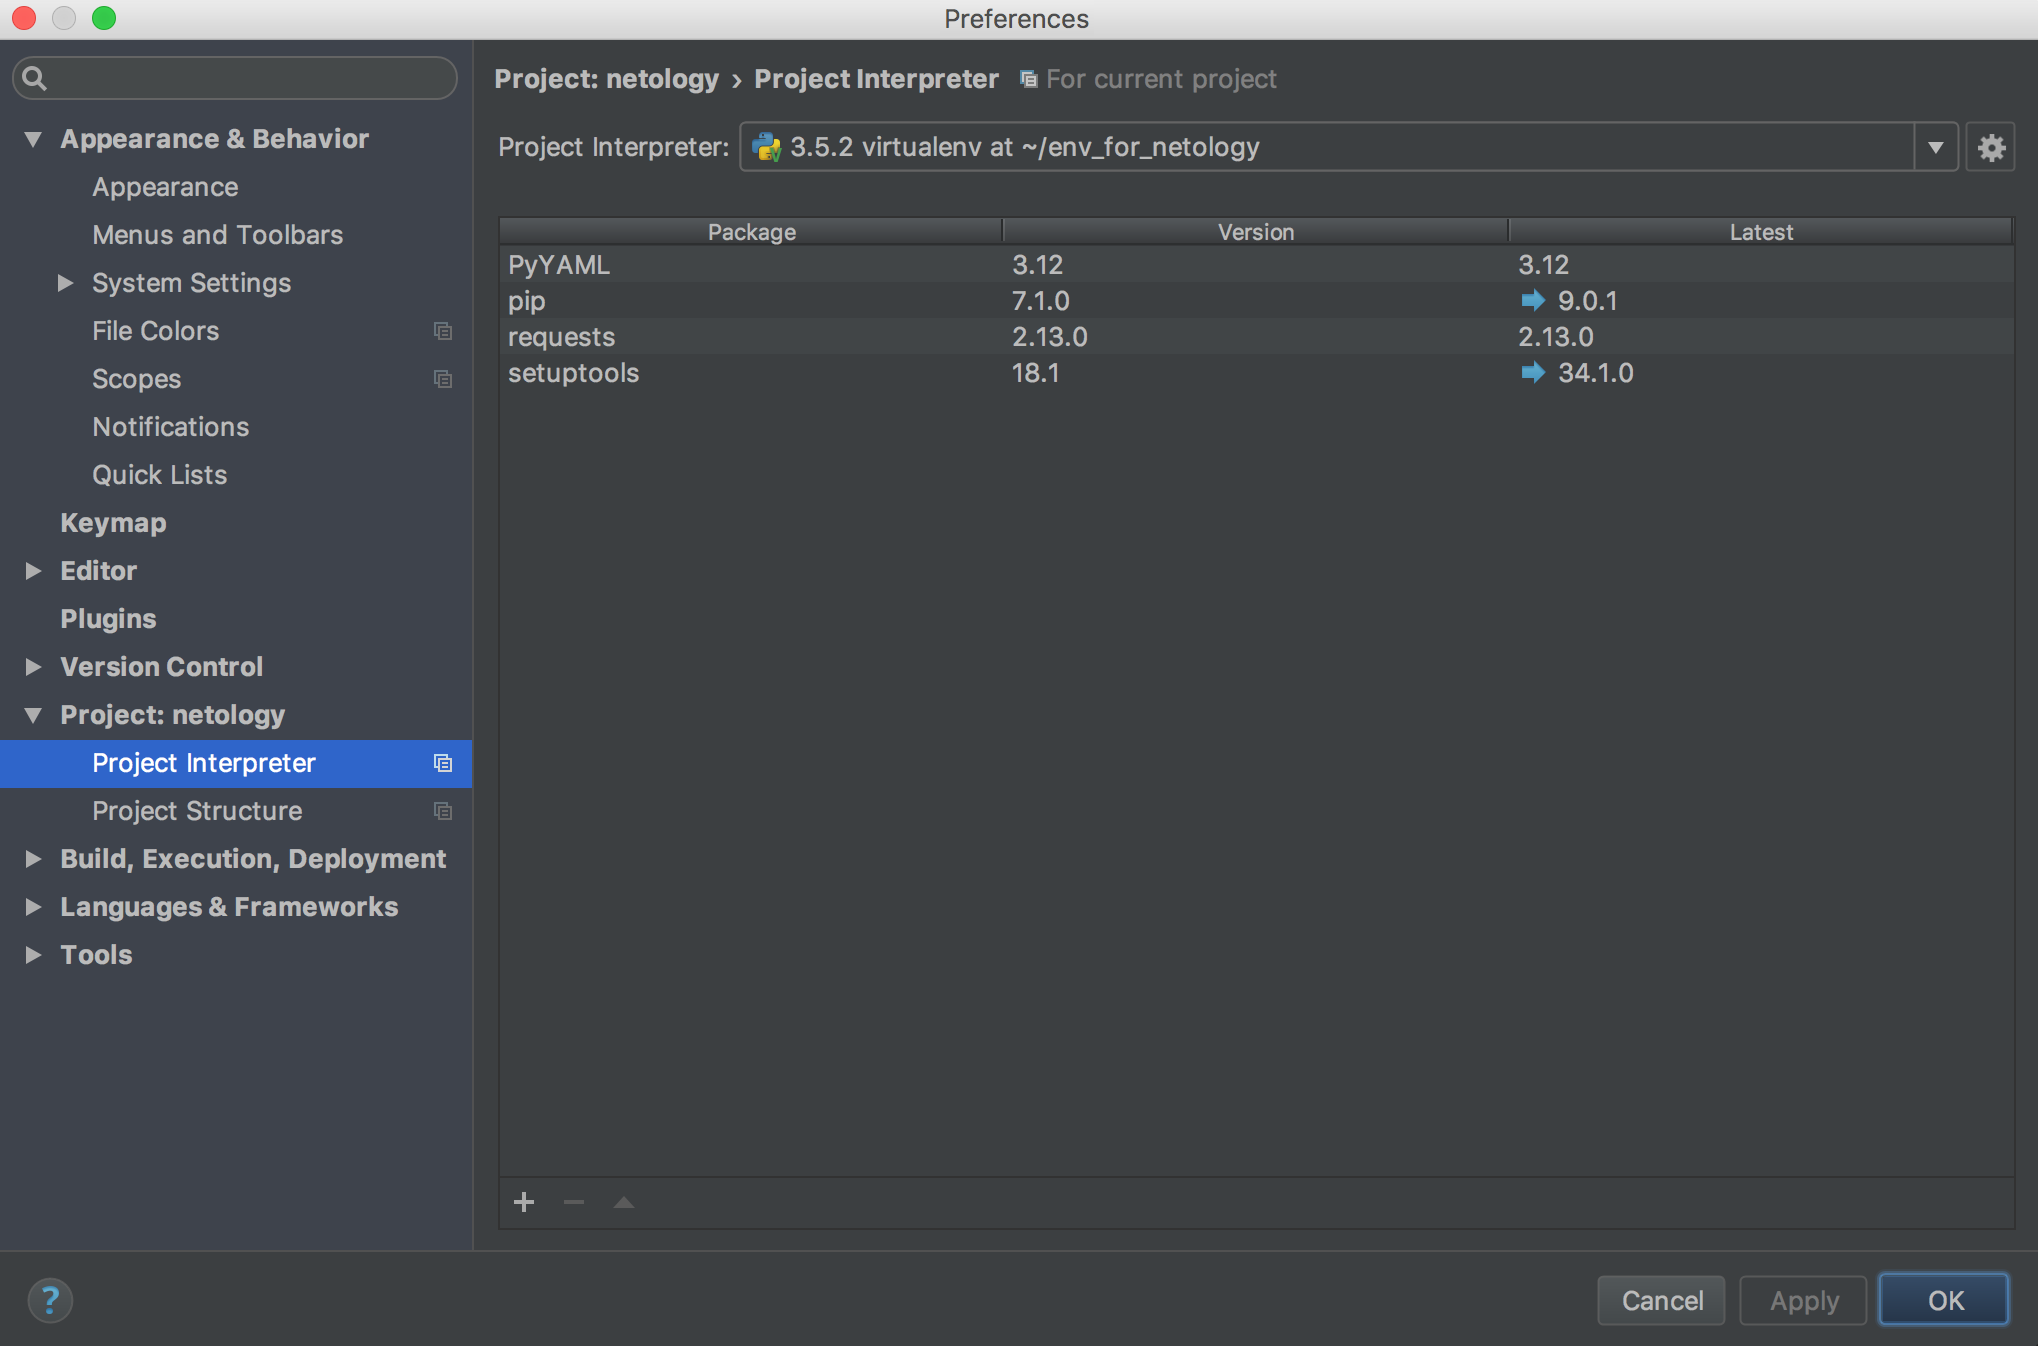 Preferences
Appearance & Behavior
Appearance
Menus and Toolbars
System Settings
File Colors
Scopes
Notifications
Quick Lists
Keymap
Editor
Plugins
Version Control
Project: netology
Project Interpreter
Project Structure
Build, Execution, Deployment
Languages & Frameworks
Tools
Project: netology › Project Interpreter For current project
Project Interpreter: 3.5.2 virtualenv at ~/env_for_netology
Package Version Latest
PyYAML 3.12 3.12
pip 7.1.0 9.0.1
requests 2.13.0 2.13.0
setuptools 18.1 34.1.0
? Cancel Apply OK